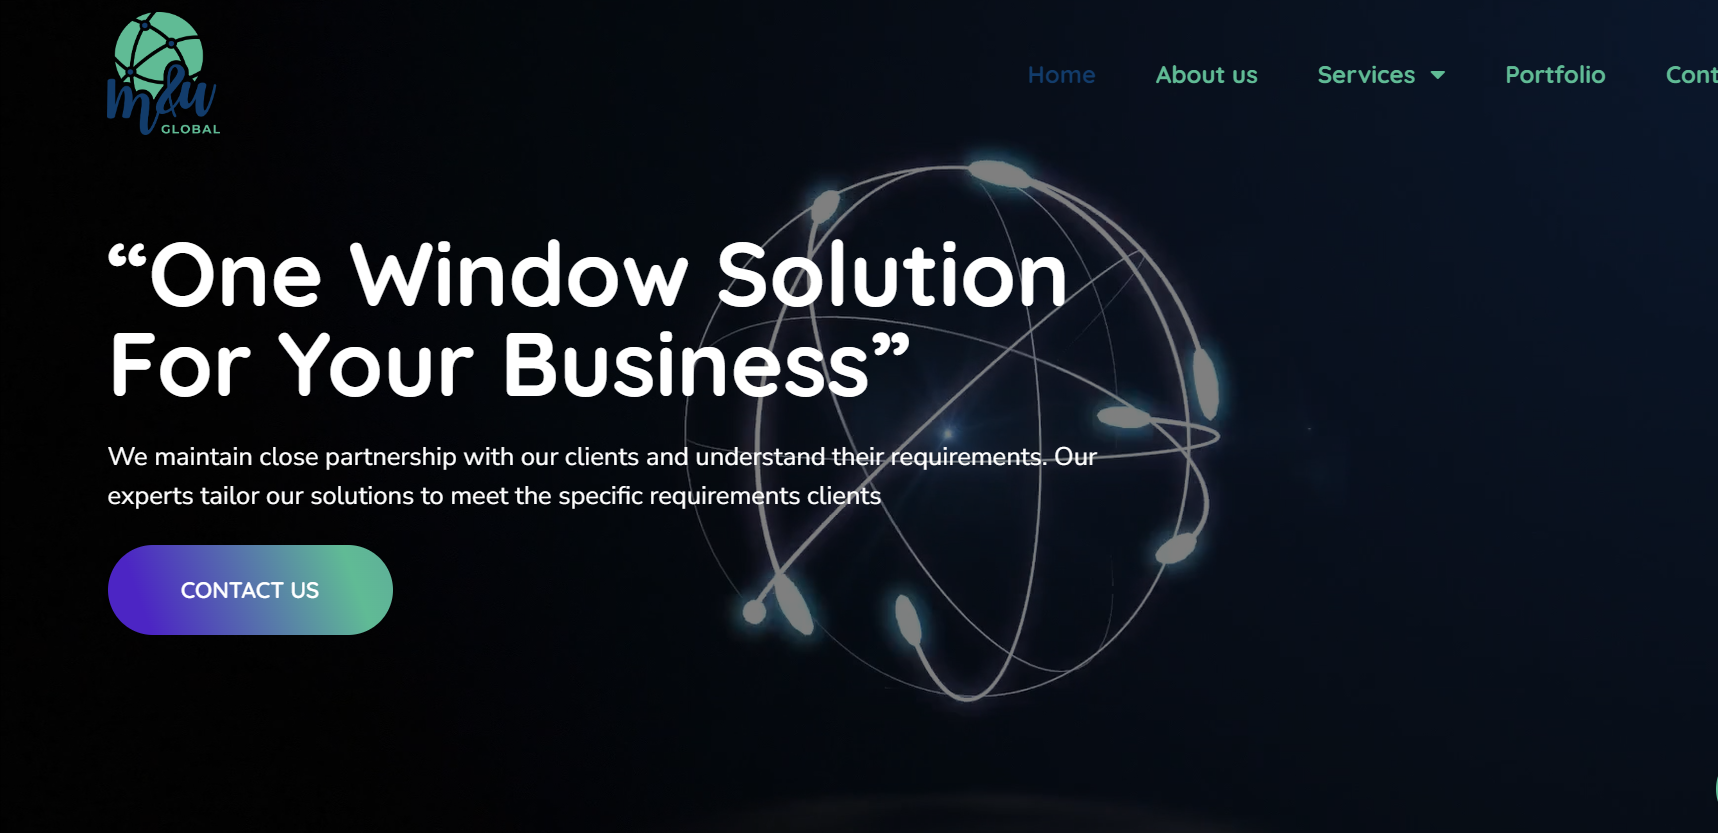 m&w
GLOBAL
Home About us Services Portfolio Cont
“One Window Solution
For Your Business”
We maintain close partnership with our clients and understand their requirements. Our
experts tailor our solutions to meet the specific requirements clients
CONTACT US